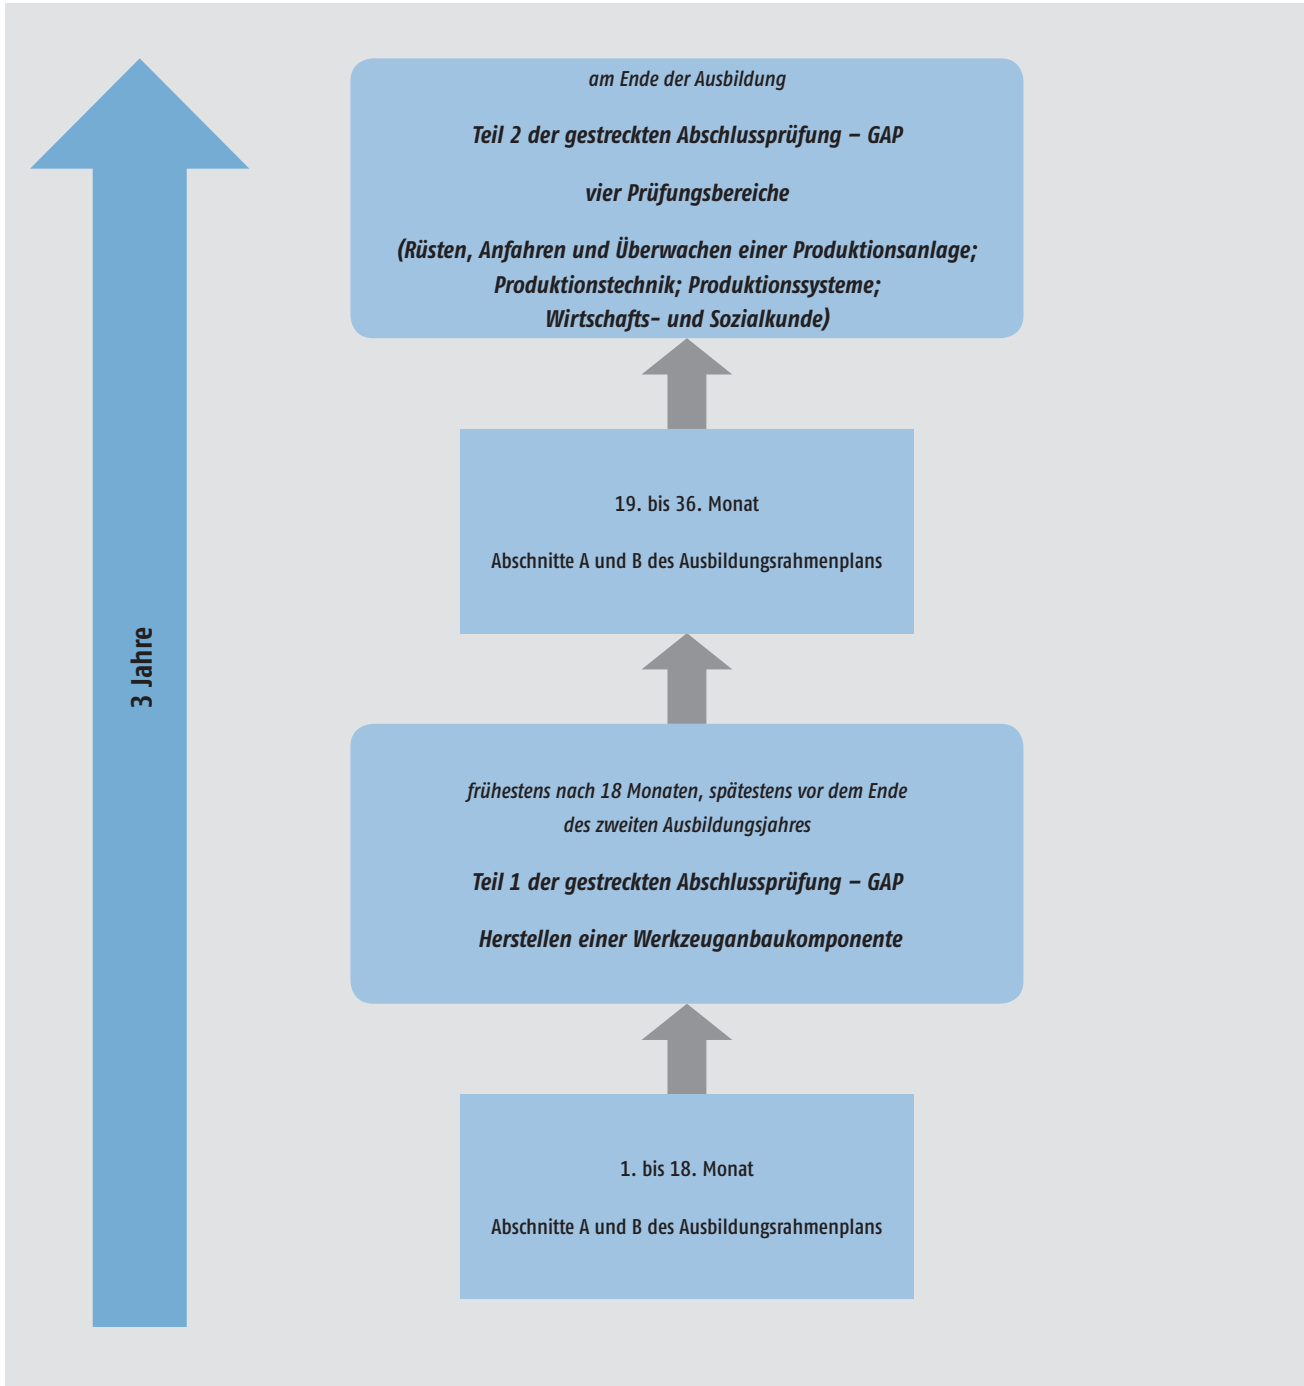 am Ende der Ausbildung
Teil 2 der gestreckten Abschlussprüfung – GAP
vier Prüfungsbereiche
(Rüsten, Anfahren und Überwachen einer Produktionsanlage;
Produktionstechnik; Produktionssysteme;
Wirtschafts- und Sozialkunde)
19. bis 36. Monat
Abschnitte A und B des Ausbildungsrahmenplans
3 Jahre
frühestens nach 18 Monaten, spätestens vor dem Ende
des zweiten Ausbildungsjahres
Teil 1 der gestreckten Abschlussprüfung – GAP
Herstellen einer Werkzeuganbaukomponente
1. bis 18. Monat
Abschnitte A und B des Ausbildungsrahmenplans